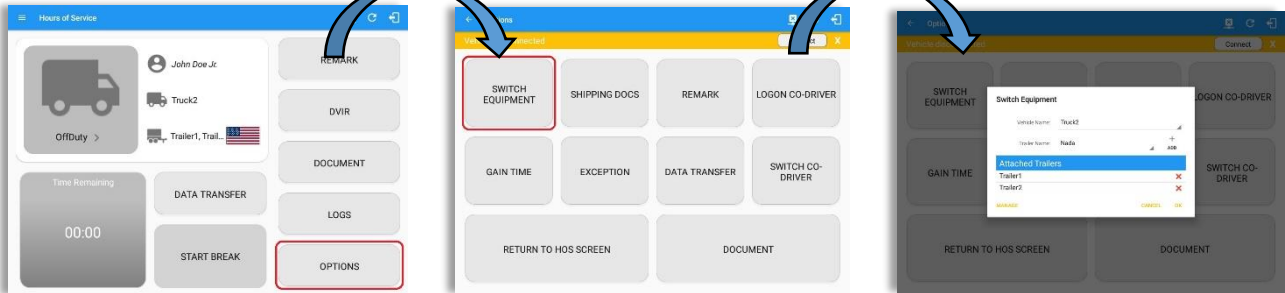 Hours of Service
John Doe Jr.
Truck2
OffDuty >
Trailer1, Trail...
REMARK
DVIR
DOCUMENT
LOGS
OPTIONS
Time Remaining
00:00
DATA TRANSFER
START BREAK
X
SWITCH
EQUIPMENT
SHIPPING DOCS
REMARK
LOGON CO-DRIVER
GAIN TIME
EXCEPTION
DATA TRANSFER
SWITCH CO-
DRIVER
RETURN TO HOS SCREEN
DOCUMENT
Connect
X
SWITCH
EQUIPMENT
LOGON CO-DRIVER
Switch Equipment
Vehicle Name: Truck2
Trailer Name: Nada
+
ADD
Attached Trailers
Trailer1
Trailer2
MANAGE
CANCEL
OK
GAIN TIME
SWITCH CO-
DRIVER
RETURN TO HOS SCREEN
DOCUMENT